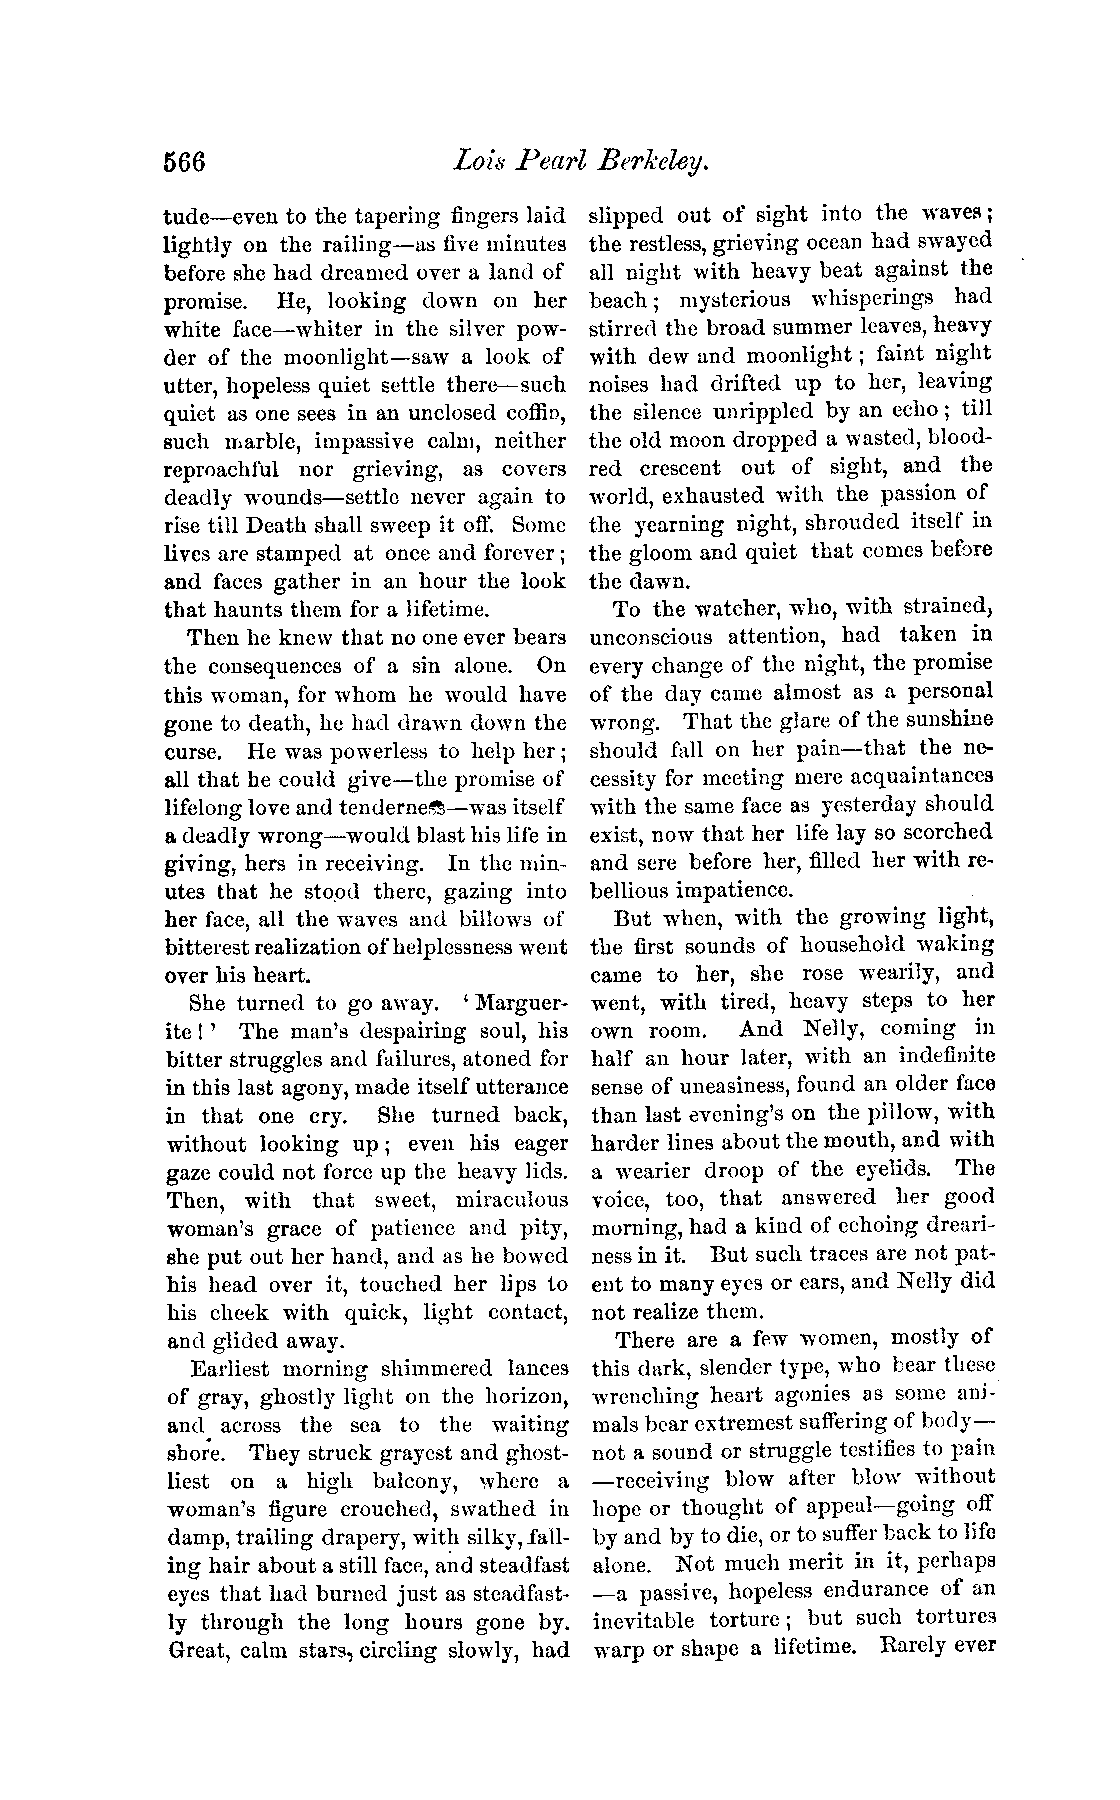 566
Lois Pearl Berkeley.
tude—even to the tapering fingers laid
lightly on the railing—as five minutes
before she had dreamed over a land of
promise. He, looking down on her
white face—whiter in the silver pow-
der of the moonlight—saw a look of
utter, hopeless quiet settle there—such
quiet as one sees in an unclosed coffin,
such marble, impassive calm, neither
reproachful nor grieving, as covers
deadly wounds—settle never again to
rise till Death shall sweep it off. Some
lives are stamped at once and forever;
and faces gather in an hour the look
that haunts them for a lifetime.
Then he knew that no one ever bears
the consequences of a sin alone. On
this woman, for whom he would have
gone to death, he had drawn down the
curse. He was powerless to help her;
all that he could give—the promise of
lifelong love and tenderness—was itself
a deadly wrong—would blast his life in
giving, hers in receiving. In the min-
utes that he stood there, gazing into
her face, all the waves and billows of
bitterest realization of helplessness went
over his heart.
She turned to go away. ‘Marguer-
ite!’ The man's despairing soul, his
bitter struggles and failures, atoned for
in this last agony, made itself utterance
in that one cry. She turned back,
without looking up; even his eager
gaze could not force up the heavy lids.
Then, with that sweet, miraculous
woman's grace of patience and pity,
she put out her hand, and as he bowed
his head over it, touched her lips to
his cheek with quick, light contact,
and glided away.
Earliest morning shimmered lances
of gray, ghostly light on the horizon,
and across the sea to the waiting
shore. They struck grayest and ghost-
liest on a high balcony, where a
woman's figure crouched, swathed in
damp, trailing drapery, with silky, fall-
ing hair about a still face, and steadfast
eyes that had burned just as steadfast-
ly through the long hours gone by.
Great, calm stars, circling slowly, had
slipped out of sight into the waves;
the restless, grieving ocean had swayed
all night with heavy beat against the
beach; mysterious whisperings had
stirred the broad summer leaves, heavy
with dew and moonlight; faint night
noises had drifted up to her, leaving
the silence unrippled by an echo; till
the old moon dropped a wasted, blood-
red crescent out of sight, and the
world, exhausted with the passion of
the yearning night, shrouded itself in
the gloom and quiet that comes before
the dawn.
To the watcher, who, with strained,
unconscious attention, had taken in
every change of the night, the promise
of the day came almost as a personal
wrong. That the glare of the sunshine
should fall on her pain—that the ne-
cessity for meeting mere acquaintances
with the same face as yesterday should
exist, now that her life lay so scorched
and sere before her, filled her with re-
bellious impatience.
But when, with the growing light,
the first sounds of household waking
came to her, she rose wearily, and
went, with tired, heavy steps to her
own room. And Nelly, coming in
half an hour later, with an indefinite
sense of uneasiness, found an older face
than last evening's on the pillow, with
harder lines about the mouth, and with
a wearier droop of the eyelids. The
voice, too, that answered her good
morning, had a kind of echoing dreari-
ness in it. But such traces are not pat-
ent to many eyes or ears, and Nelly did
not realize them.
There are a few women, mostly of
this dark, slender type, who bear these
wrenching heart agonies as some ani-
mals bear extremest suffering of body—
not a sound or struggle testifies to pain
—receiving blow after blow without
hope or thought of appeal—going off
by and by to die, or to suffer back to life
alone. Not much merit in it, perhaps
—a passive, hopeless endurance of an
inevitable torture; but such tortures
warp or shape a lifetime. Rarely ever